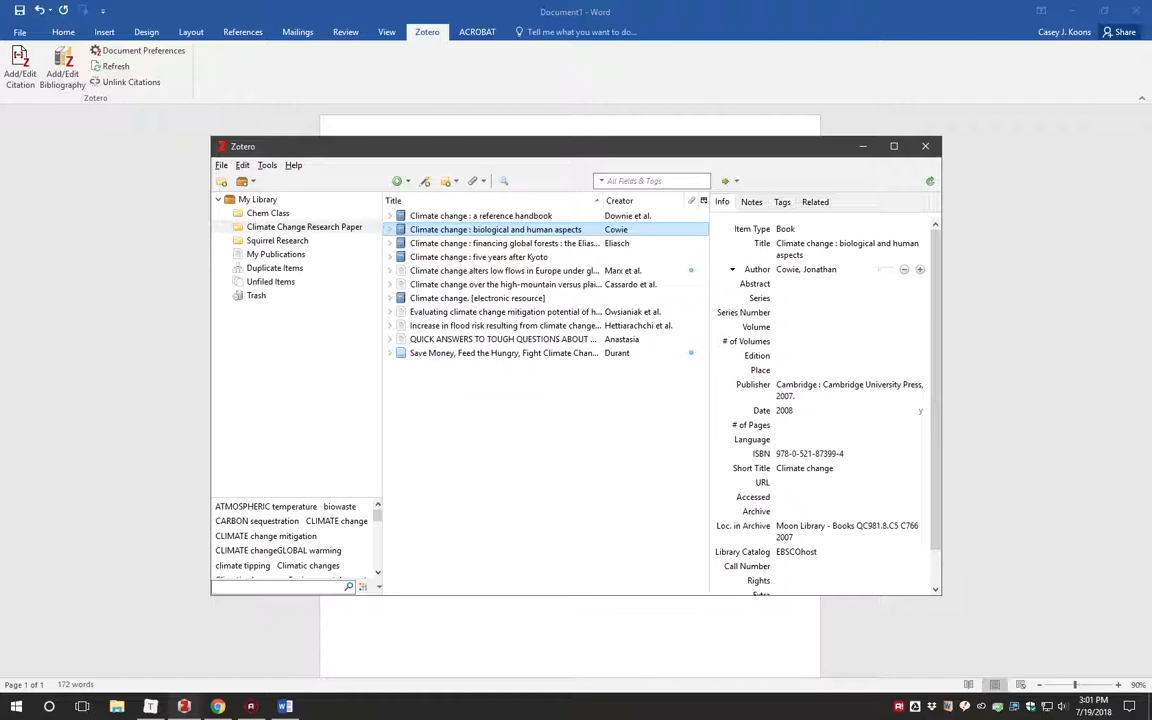 Document1 - Word
File Home Insert Design Layout References Mailings Review View Zotero ACROBAT Tell me what you want to do... Casey J. Koons Share
Add/Edit Citation
Add/Edit Bibliography
Document Preferences
Refresh
Unlink Citations
Zotero
Zotero
File Edit Tools Help
All Fields & Tags
My Library
Chem Class
Climate Change Research Paper
Squirrel Research
My Publications
Duplicate Items
Unfiled Items
Trash
ATMOSPHERIC temperature biowaste
CARBON sequestration CLIMATE change
CLIMATE change mitigation
CLIMATE changeGLOBAL warming
climate tipping Climatic changes
Title Creator
Climate change : a reference handbook Downie et al.
Climate change : biological and human aspects Cowie
Climate change : financing global forests : the Elias... Eliasch
Climate change : five years after Kyoto
Climate change alters low flows in Europe under gl... Marx et al.
Climate change over the high-mountain versus plai... Cassardo et al.
Climate change. [electronic resource]
Evaluating climate change mitigation potential of h... Owsianiak et al.
Increase in flood risk resulting from climate change... Hettiarachchi et al.
QUICK ANSWERS TO TOUGH QUESTIONS ABOUT ... Anastasia
Save Money, Feed the Hungry, Fight Climate Chan... Durant
Info Notes Tags Related
Item Type Book
Title Climate change : biological and human
aspects
Author Cowie, Jonathan
Abstract
Series
Series Number
Volume
# of Volumes
Edition
Place
Publisher Cambridge : Cambridge University Press,
2007.
Date 2008 y
# of Pages
Language
ISBN 978-0-521-87399-4
Short Title Climate change
URL
Accessed
Archive
Loc. in Archive Moon Library - Books QC981.8.C5 C766
2007
Library Catalog EBSCOhost
Call Number
Rights
Extra
Page 1 of 1 172 words 90%
3:01 PM
7/19/2018